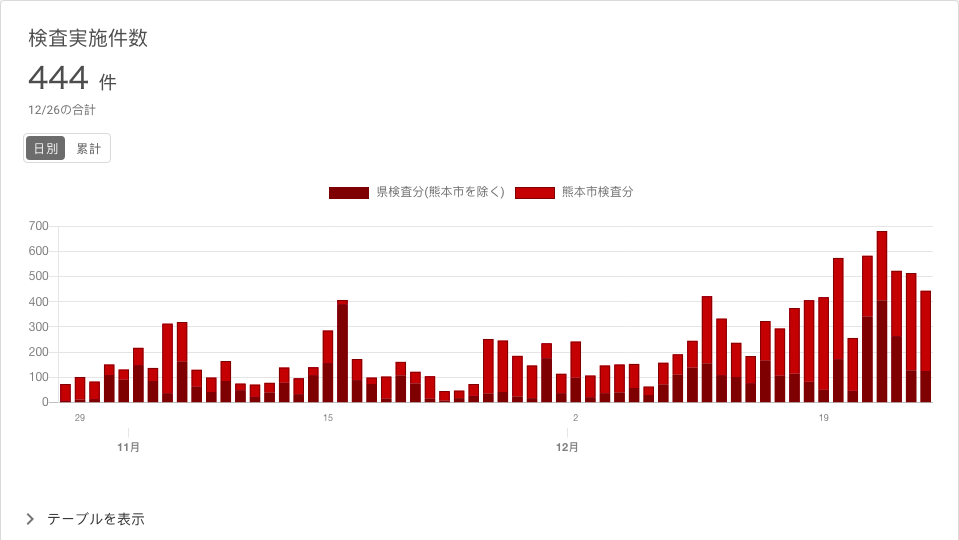 検査実施件数
444 件
12/26の合計
日別 累計
県検査分(熊本市を除く) 熊本市検査分
700
600
500
400
300
200
100
0
29 15 2 19
11月 12月
テーブルを表示